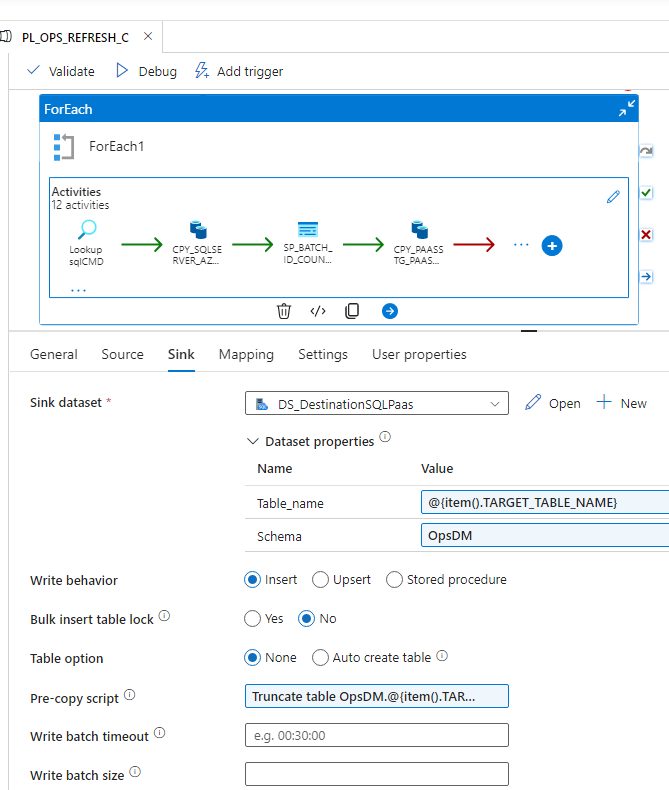 PL_OPS_REFRESH_C
Validate Debug Add trigger
ForEach
ForEach1
Activities
12 activities
Lookup
sqlCMD
CPY_SQLSE
RVER_AZ...
SP_BATCH_
ID_COUN...
CPY_PAASS
TG_PAAS...
...
...
General Source Sink Mapping Settings User properties
Sink dataset * DS_DestinationSQLPaas Open New
Dataset properties
Name Value
Table_name @{item().TARGET_TABLE_NAME}
Schema OpsDM
Write behavior Insert Upsert Stored procedure
Bulk insert table lock Yes No
Table option None Auto create table
Pre-copy script Truncate table OpsDM.@{item().TAR...
Write batch timeout e.g. 00:30:00
Write batch size